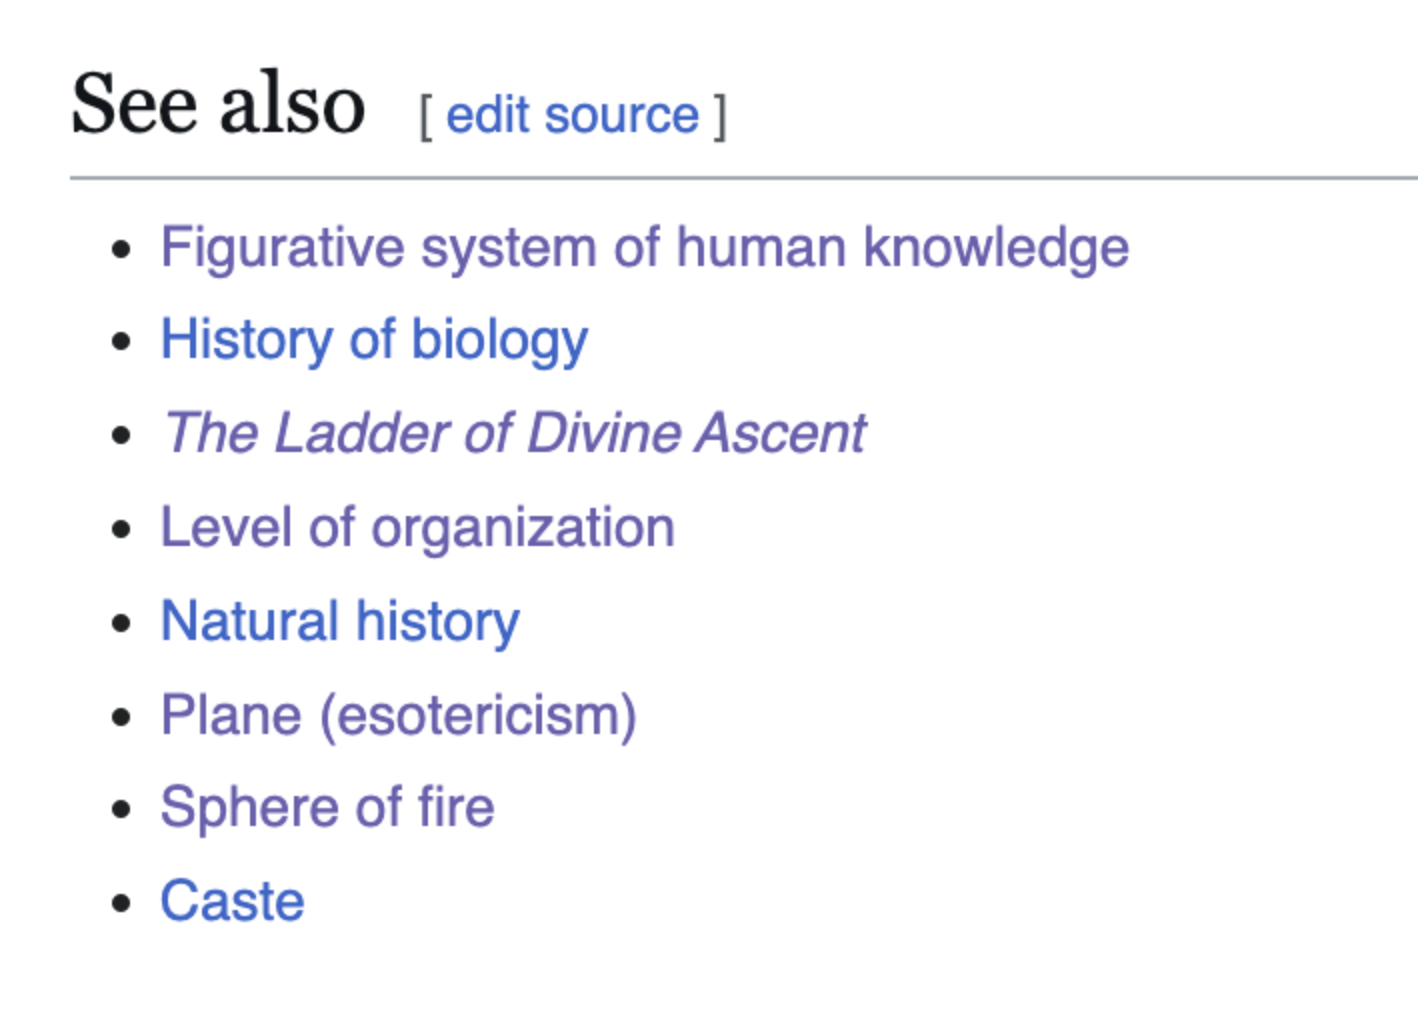 See also [ edit source ]
Figurative system of human knowledge
History of biology
The Ladder of Divine Ascent
Level of organization
Natural history
Plane (esotericism)
Sphere of fire
Caste